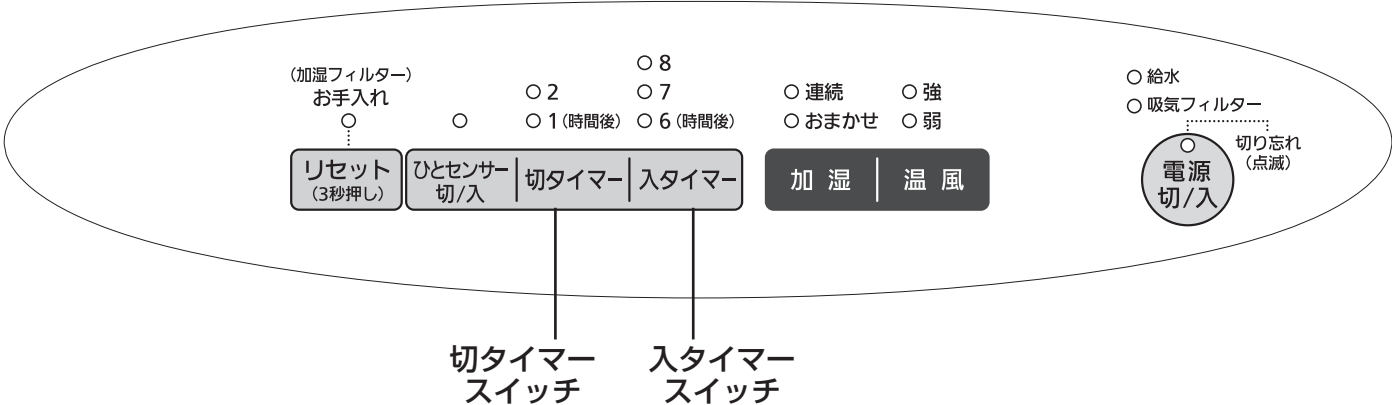 (加湿フィルター)
お手入れ
リセット
(3秒押し)
ひとセンサー
切/入
2
1(時間後)
切タイマー
8
7
6(時間後)
入タイマー
連続
おまかせ
加湿
強
弱
温風
給水
吸気フィルター
切り忘れ
(点滅)
電源
切/入
切タイマー
スイッチ
入タイマー
スイッチ